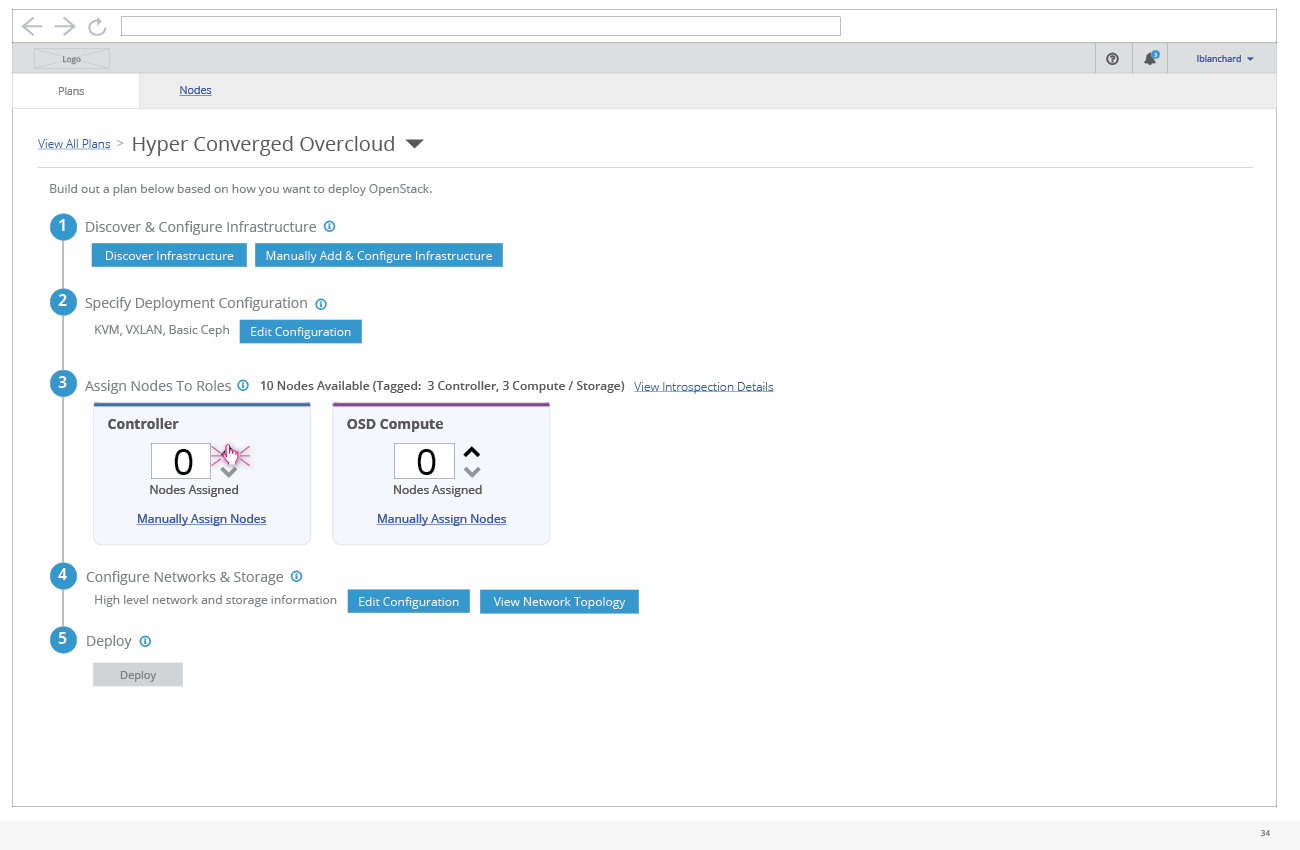 Logo
3
lblanchard
Plans
Nodes
View All Plans > Hyper Converged Overcloud
Build out a plan below based on how you want to deploy OpenStack.
1 Discover & Configure Infrastructure
Discover Infrastructure
Manually Add & Configure Infrastructure
2 Specify Deployment Configuration
KVM, VXLAN, Basic Ceph
Edit Configuration
3 Assign Nodes To Roles
10 Nodes Available (Tagged: 3 Controller, 3 Compute / Storage)
View Introspection Details
Controller
0
Nodes Assigned
Manually Assign Nodes
OSD Compute
0
Nodes Assigned
Manually Assign Nodes
4 Configure Networks & Storage
High level network and storage information
Edit Configuration
View Network Topology
5 Deploy
Deploy
34